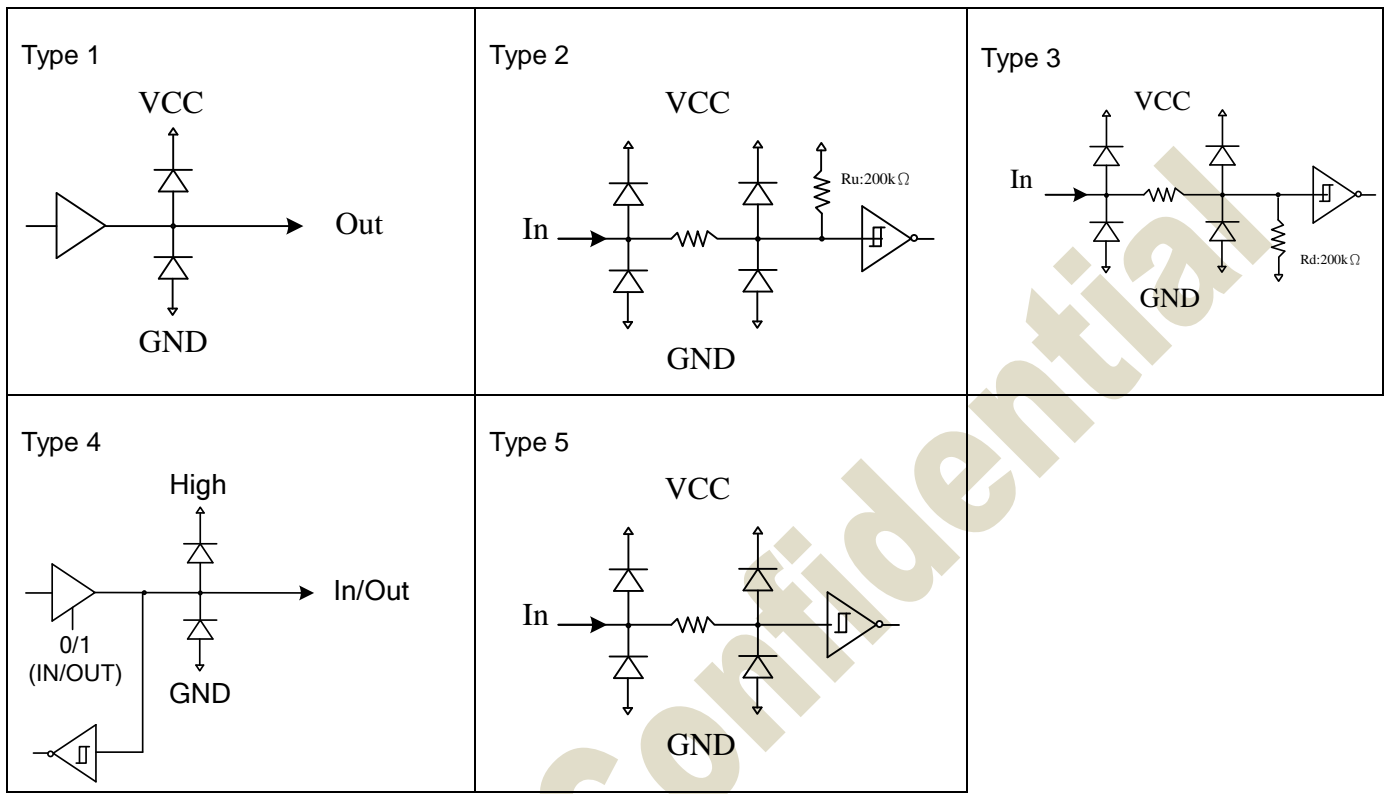 Type 1
VCC
Out
GND
Type 2
VCC
Ru:200kΩ
In
GND
Type 3
VCC
In
Rd:200kΩ
GND
Type 4
High
In/Out
0/1
(IN/OUT)
GND
Type 5
VCC
In
GND
Confidential